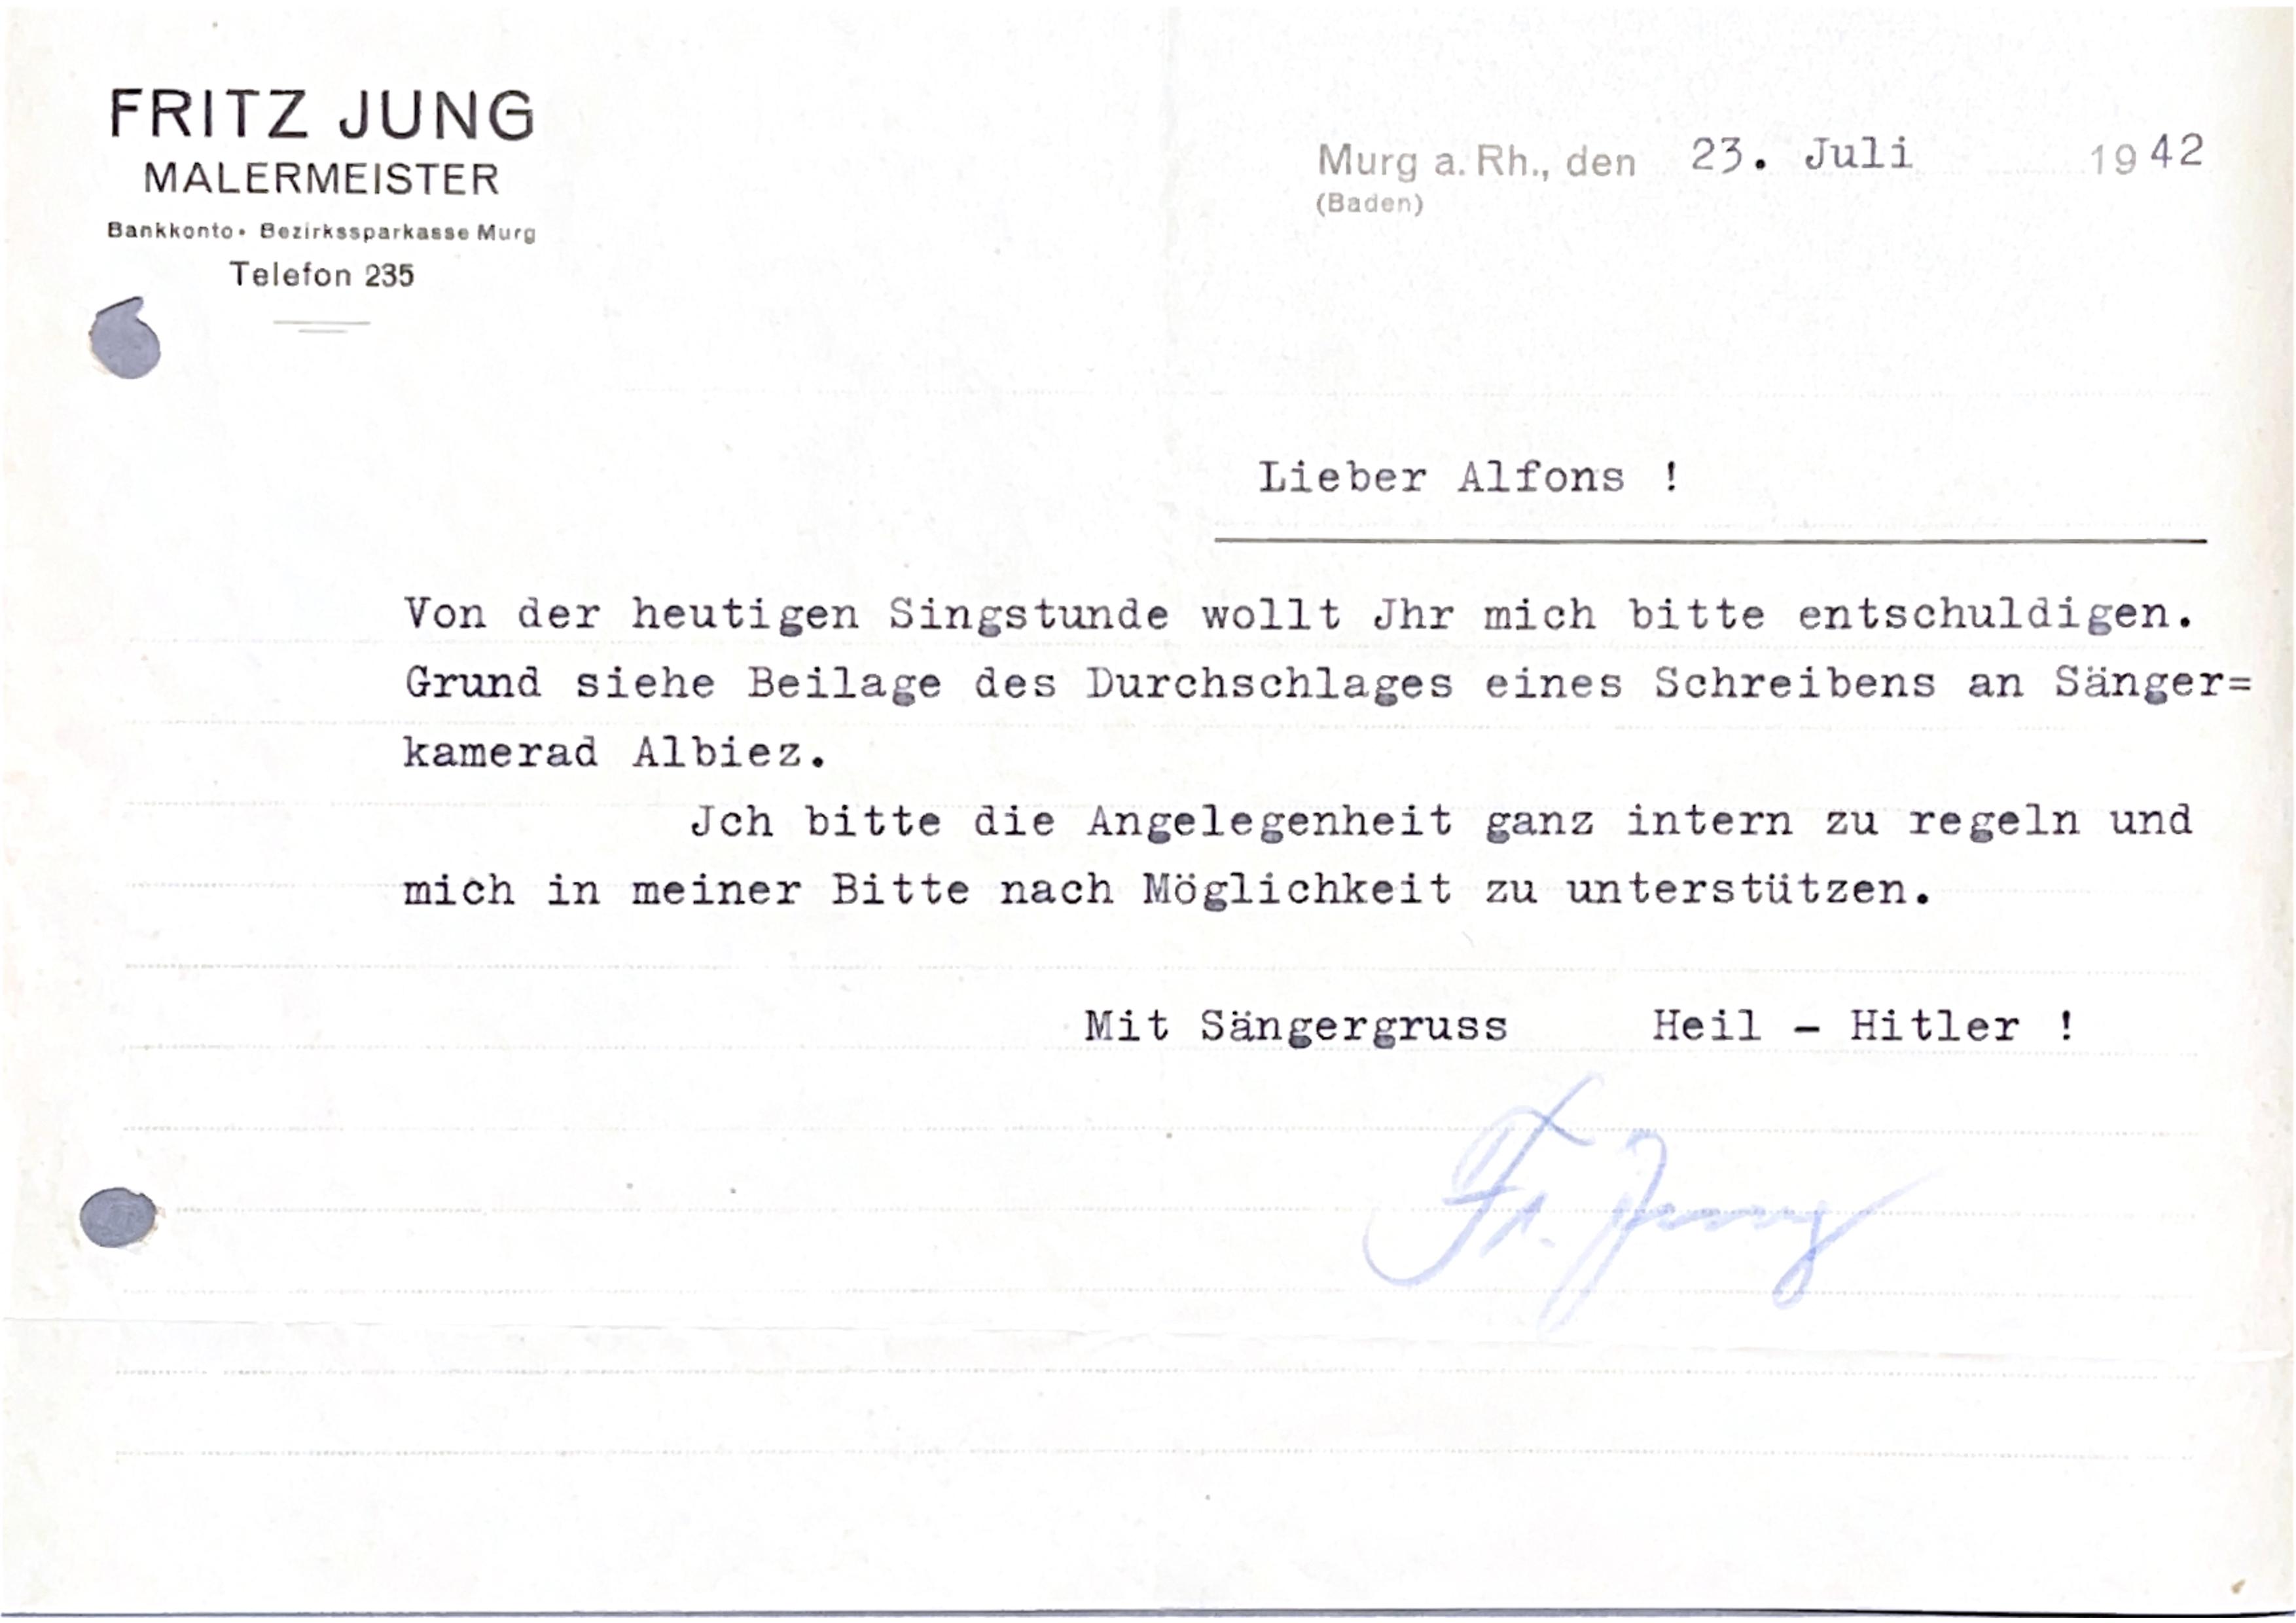 FRITZ JUNG
MALERMEISTER
Bankkonto · Bezirkssparkasse Murg
Telefon 235
Murg a. Rh., den 23. Juli 1942
(Baden)
Lieber Alfons !
Von der heutigen Singstunde wollt Jhr mich bitte entschuldigen.
Grund siehe Beilage des Durchschlages eines Schreibens an Sänger=
kamerad Albiez.
Jch bitte die Angelegenheit ganz intern zu regeln und
mich in meiner Bitte nach Möglichkeit zu unterstützen.
Mit Sängergruss Heil - Hitler !
Fr. Jung